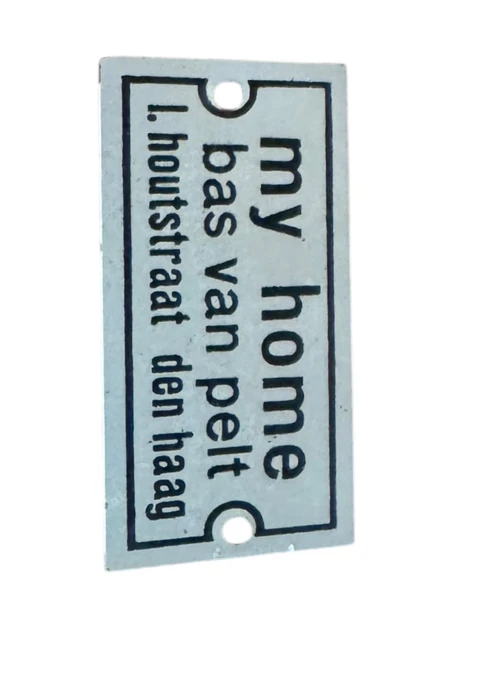 my home
bas van pelt
l. houtstraat den haag